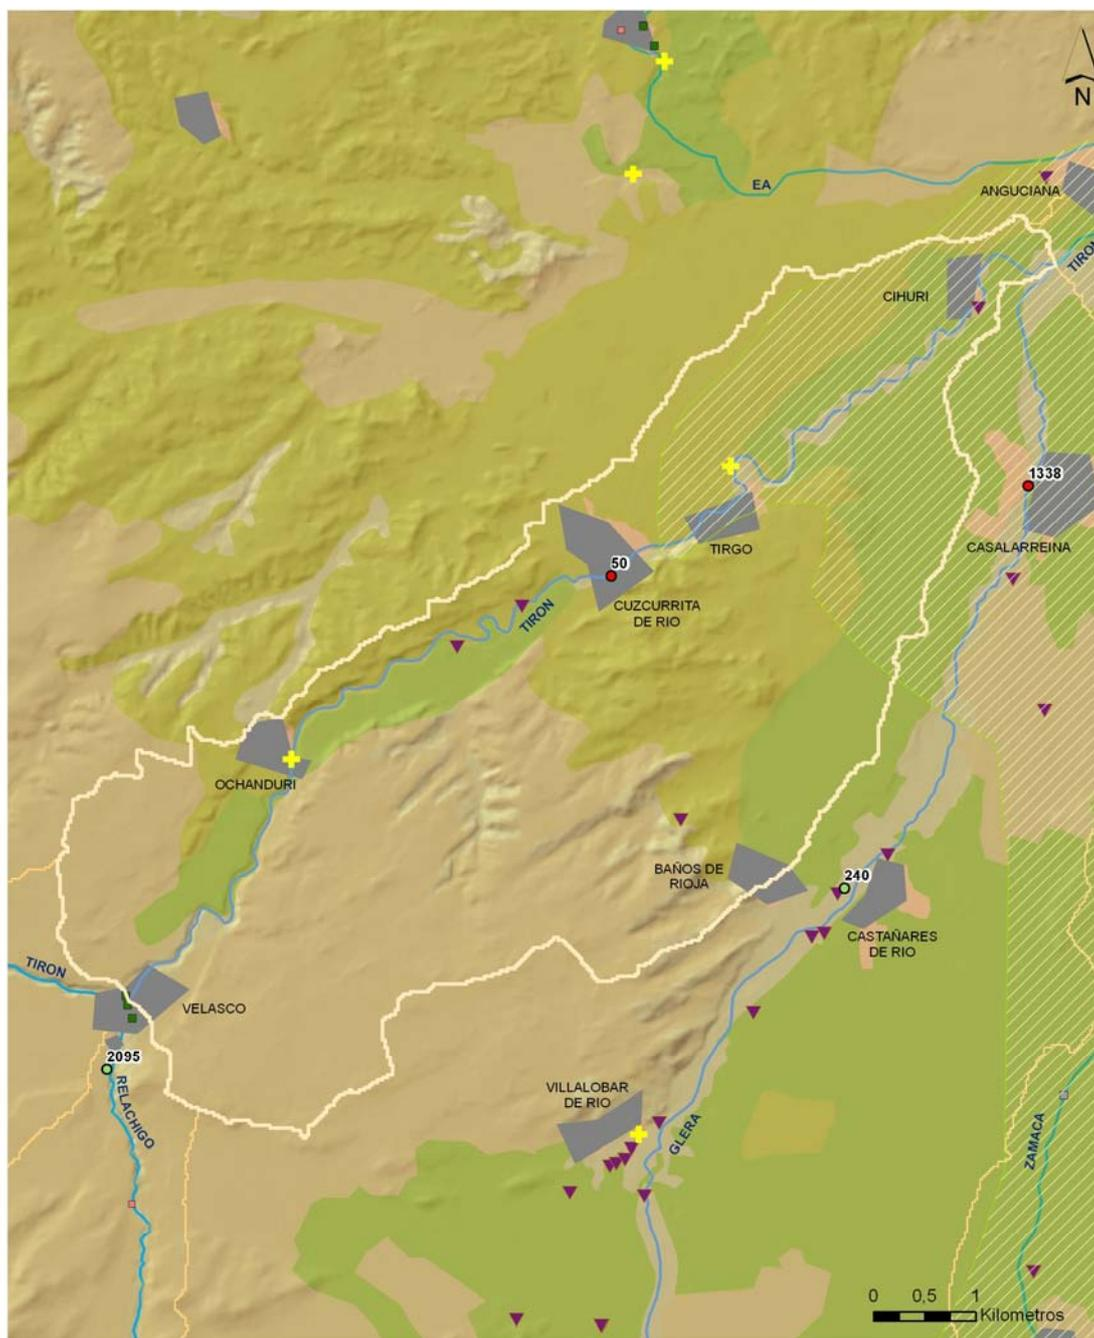 N
EA
ANGUCIANA
TIRON
CIHURI
1338
TIRGO
CASALARREINA
50
CUZCURRITA
DE RIO
TIRON
OCHANDURI
BAÑOS DE
RIOJA
240
CASTAÑARES
DE RIO
TIRON
VELASCO
2095
RELACHIGO
VILLALOBAR
DE RIO
GLERA
ZAMACA
0 0,5 1
Kilometros